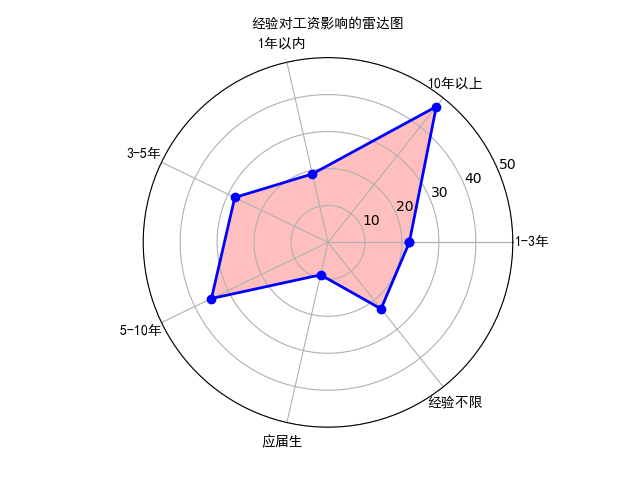 经验对工资影响的雷达图
1年以内
10年以上
3-5年
50
40
30
20
10
1-3年
5-10年
经验不限
应届生